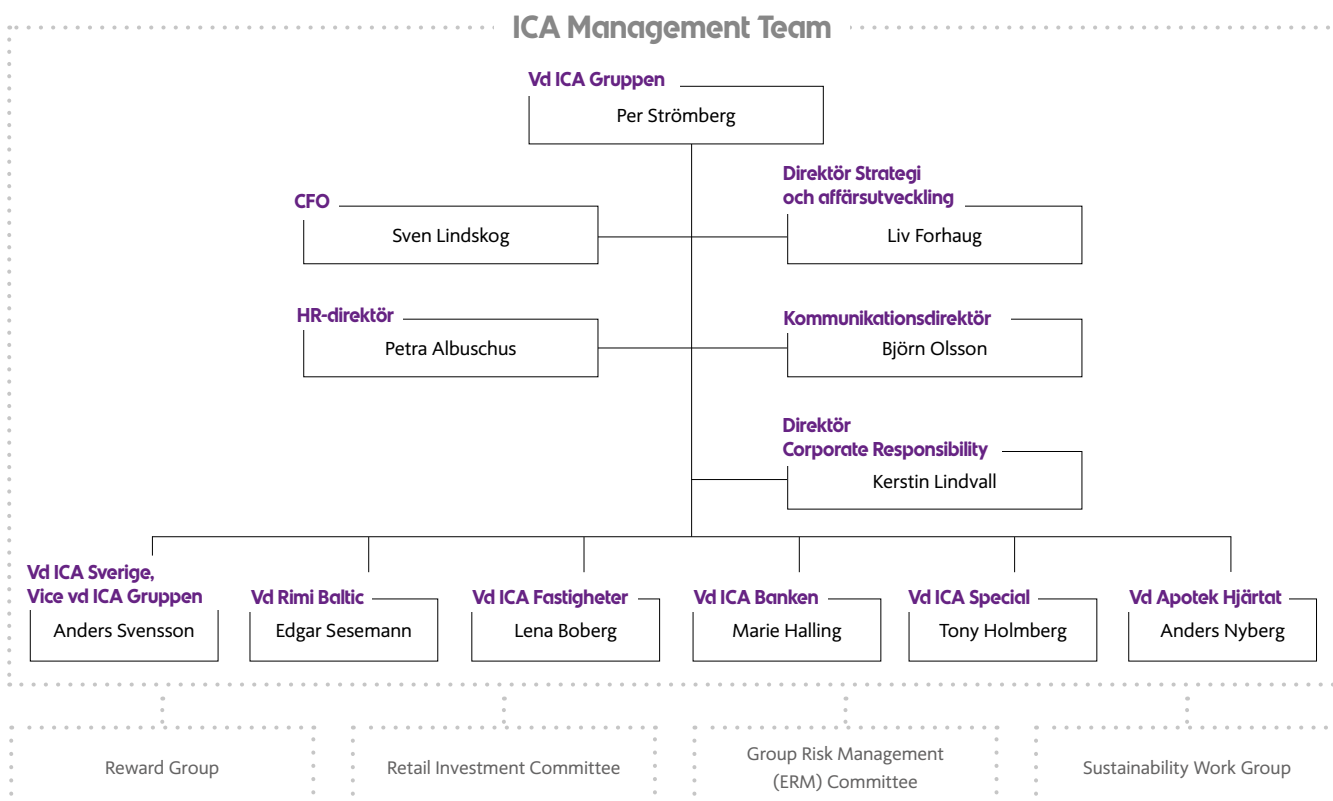 ICA Management Team
Vd ICA Gruppen
Per Strömberg
CFO
Sven Lindskog
Direktör Strategi
och affärsutveckling
Liv Forhaug
HR-direktör
Petra Albuschus
Kommunikationsdirektör
Björn Olsson
Direktör
Corporate Responsibility
Kerstin Lindvall
Vd ICA Sverige,
Vice vd ICA Gruppen
Anders Svensson
Vd Rimi Baltic
Edgar Sesemann
Vd ICA Fastigheter
Lena Boberg
Vd ICA Banken
Marie Halling
Vd ICA Special
Tony Holmberg
Vd Apotek Hjärtat
Anders Nyberg
Reward Group
Retail Investment Committee
Group Risk Management
(ERM) Committee
Sustainability Work Group